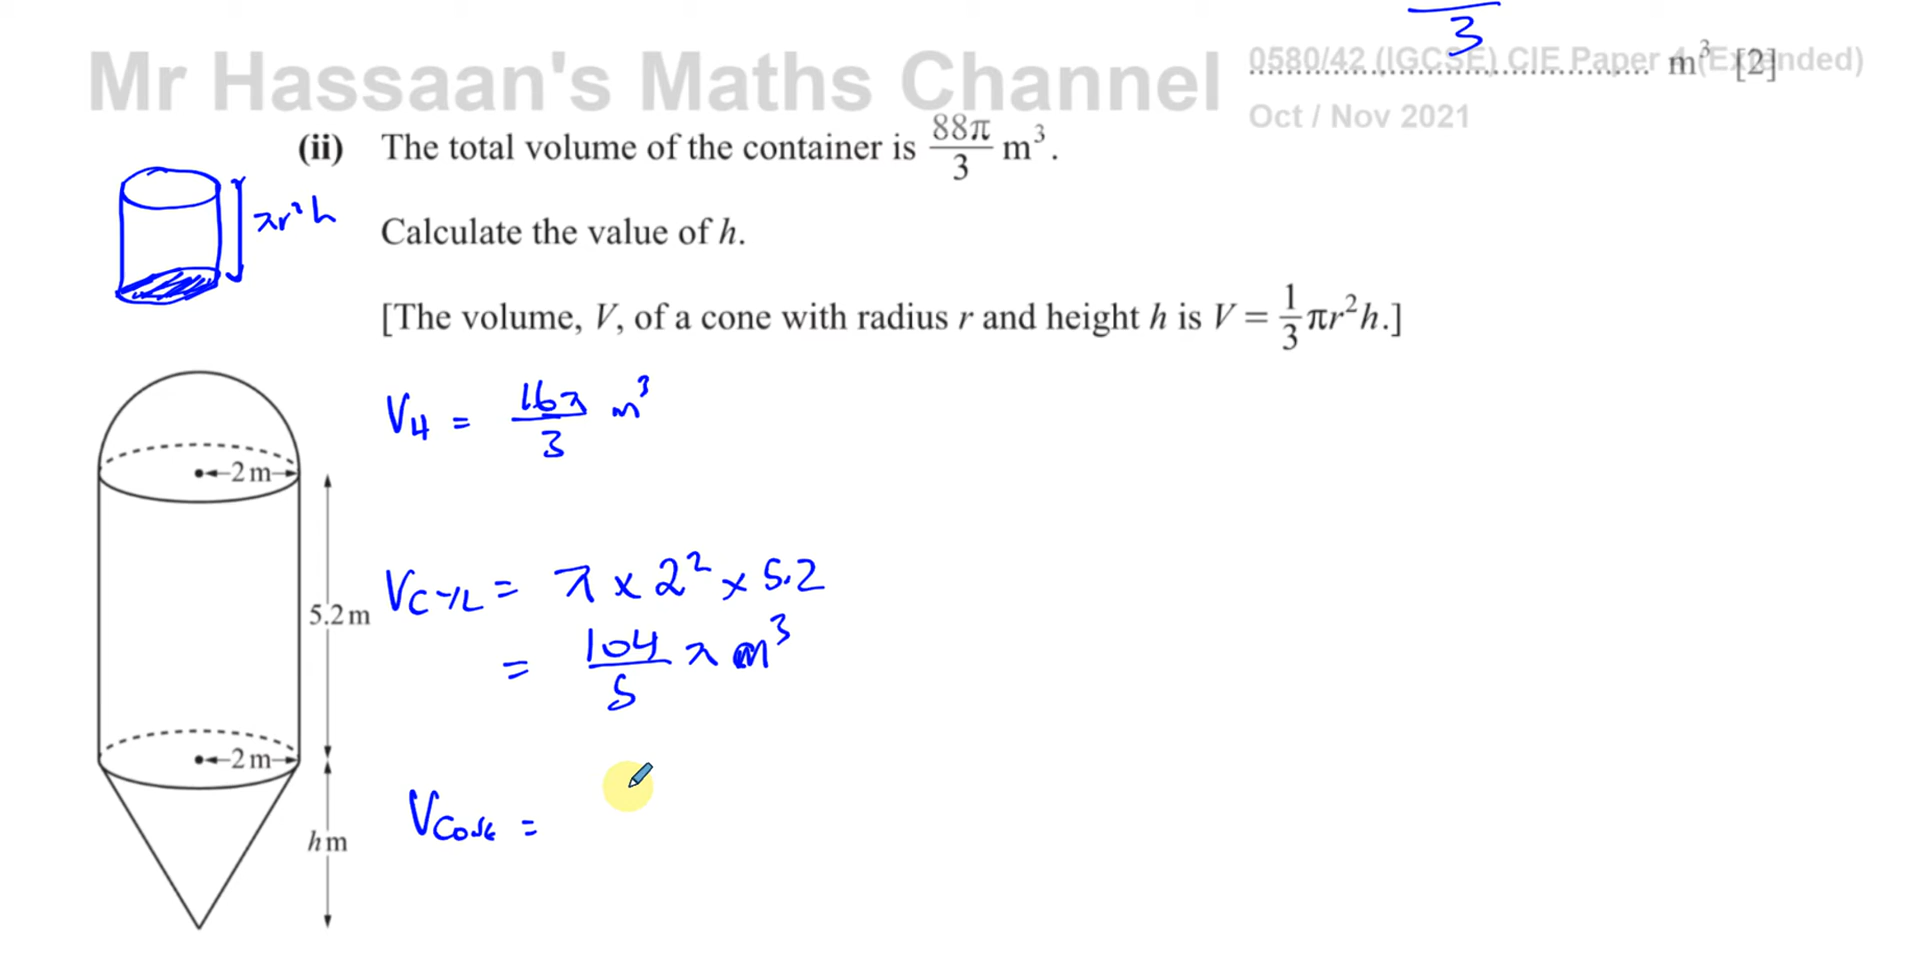 3
Mr Hassaan's Maths Channel
0580/42 (IGCSE) CIE Paper 4 (Extended)
Oct / Nov 2021
.............................. m³ [2]
(ii) The total volume of the container is 88π/3 m³.
πr²h
Calculate the value of h.
[The volume, V, of a cone with radius r and height h is V = 1/3 πr²h.]
V_H = 16π/3 m³
2 m
V_CYL = π × 2² × 5.2
5.2 m
= 104/5 π m³
2 m
V_Cone =
h m